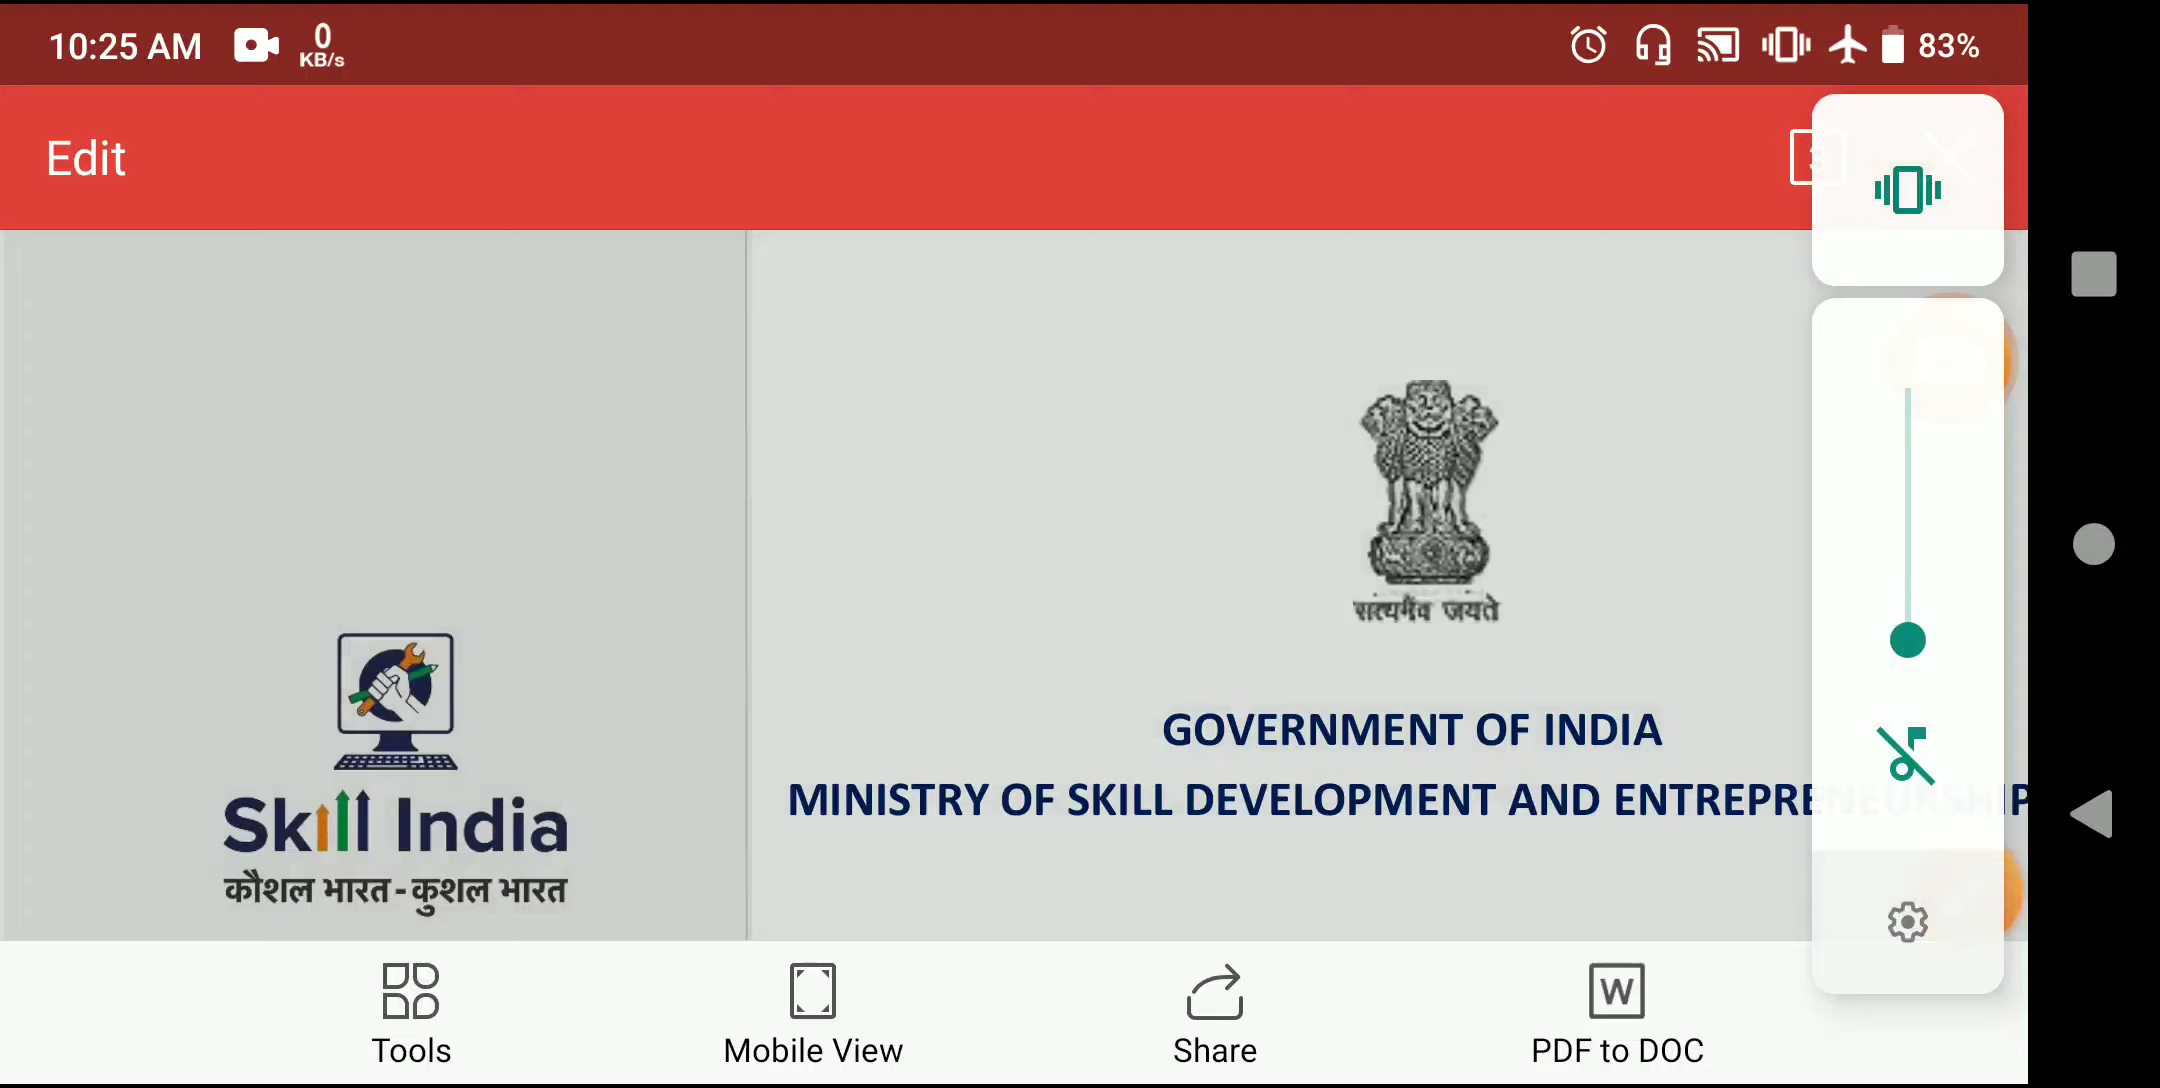 10:25 AM 0 KB/s 83%
Edit
सत्यमेव जयते
GOVERNMENT OF INDIA
MINISTRY OF SKILL DEVELOPMENT AND ENTREPRENEURSHIP
Skill India
कौशल भारत - कुशल भारत
Tools
Mobile View
Share
W
PDF to DOC